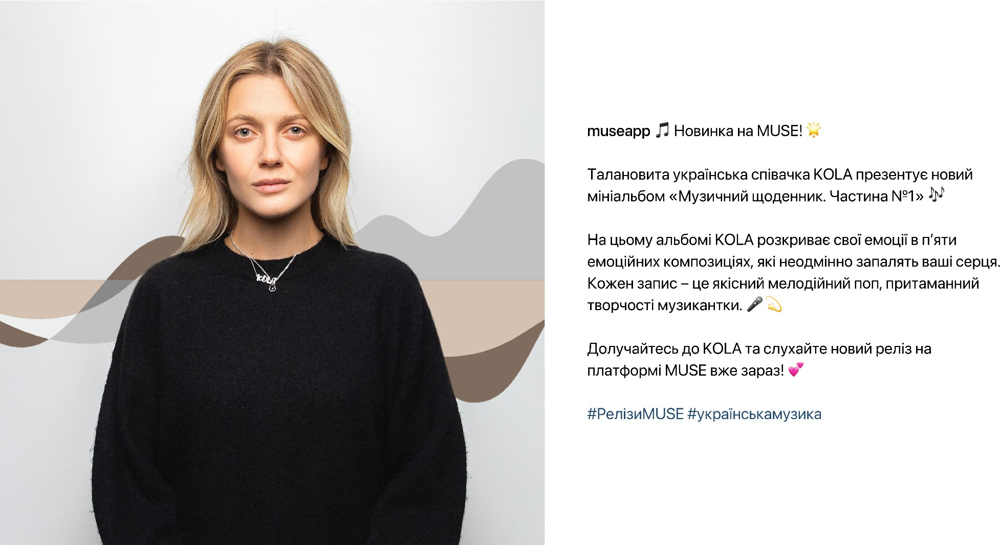 museapp 🎵 Новинка на MUSE! 🌟
Талановита українська співачка KOLA презентує новий
мініальбом «Музичний щоденник. Частина №1» 🎶
На цьому альбомі KOLA розкриває свої емоції в п’яти
емоційних композиціях, які неодмінно запалять ваші серця.
Кожен запис – це якісний мелодійний поп, притаманний
творчості музикантки. 🎤 💫
Долучайтесь до KOLA та слухайте новий реліз на
платформі MUSE вже зараз! 💕
#РелізиMUSE #українськамузика
KOLA